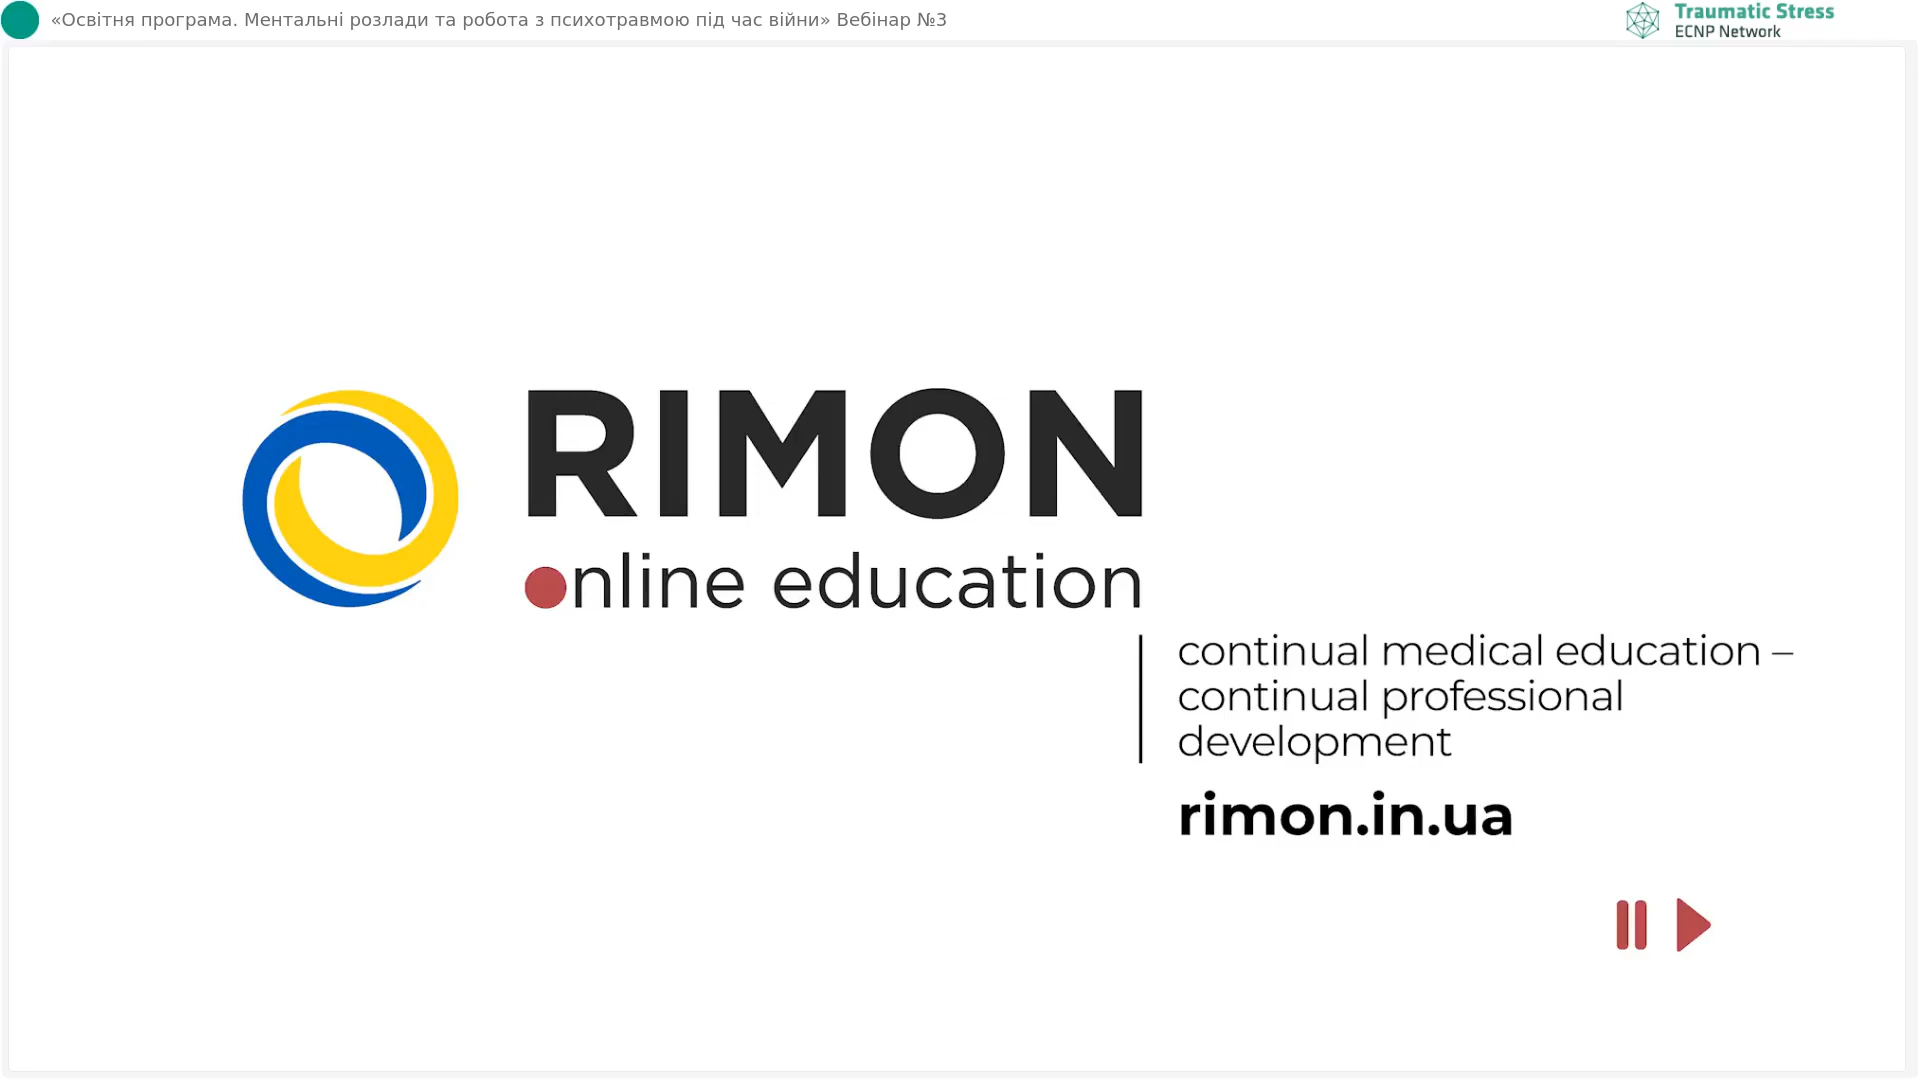 «Освітня програма. Ментальні розлади та робота з психотравмою під час війни» Вебінар №3
Traumatic Stress
ECNP Network
RIMON
online education
continual medical education –
continual professional
development
rimon.in.ua